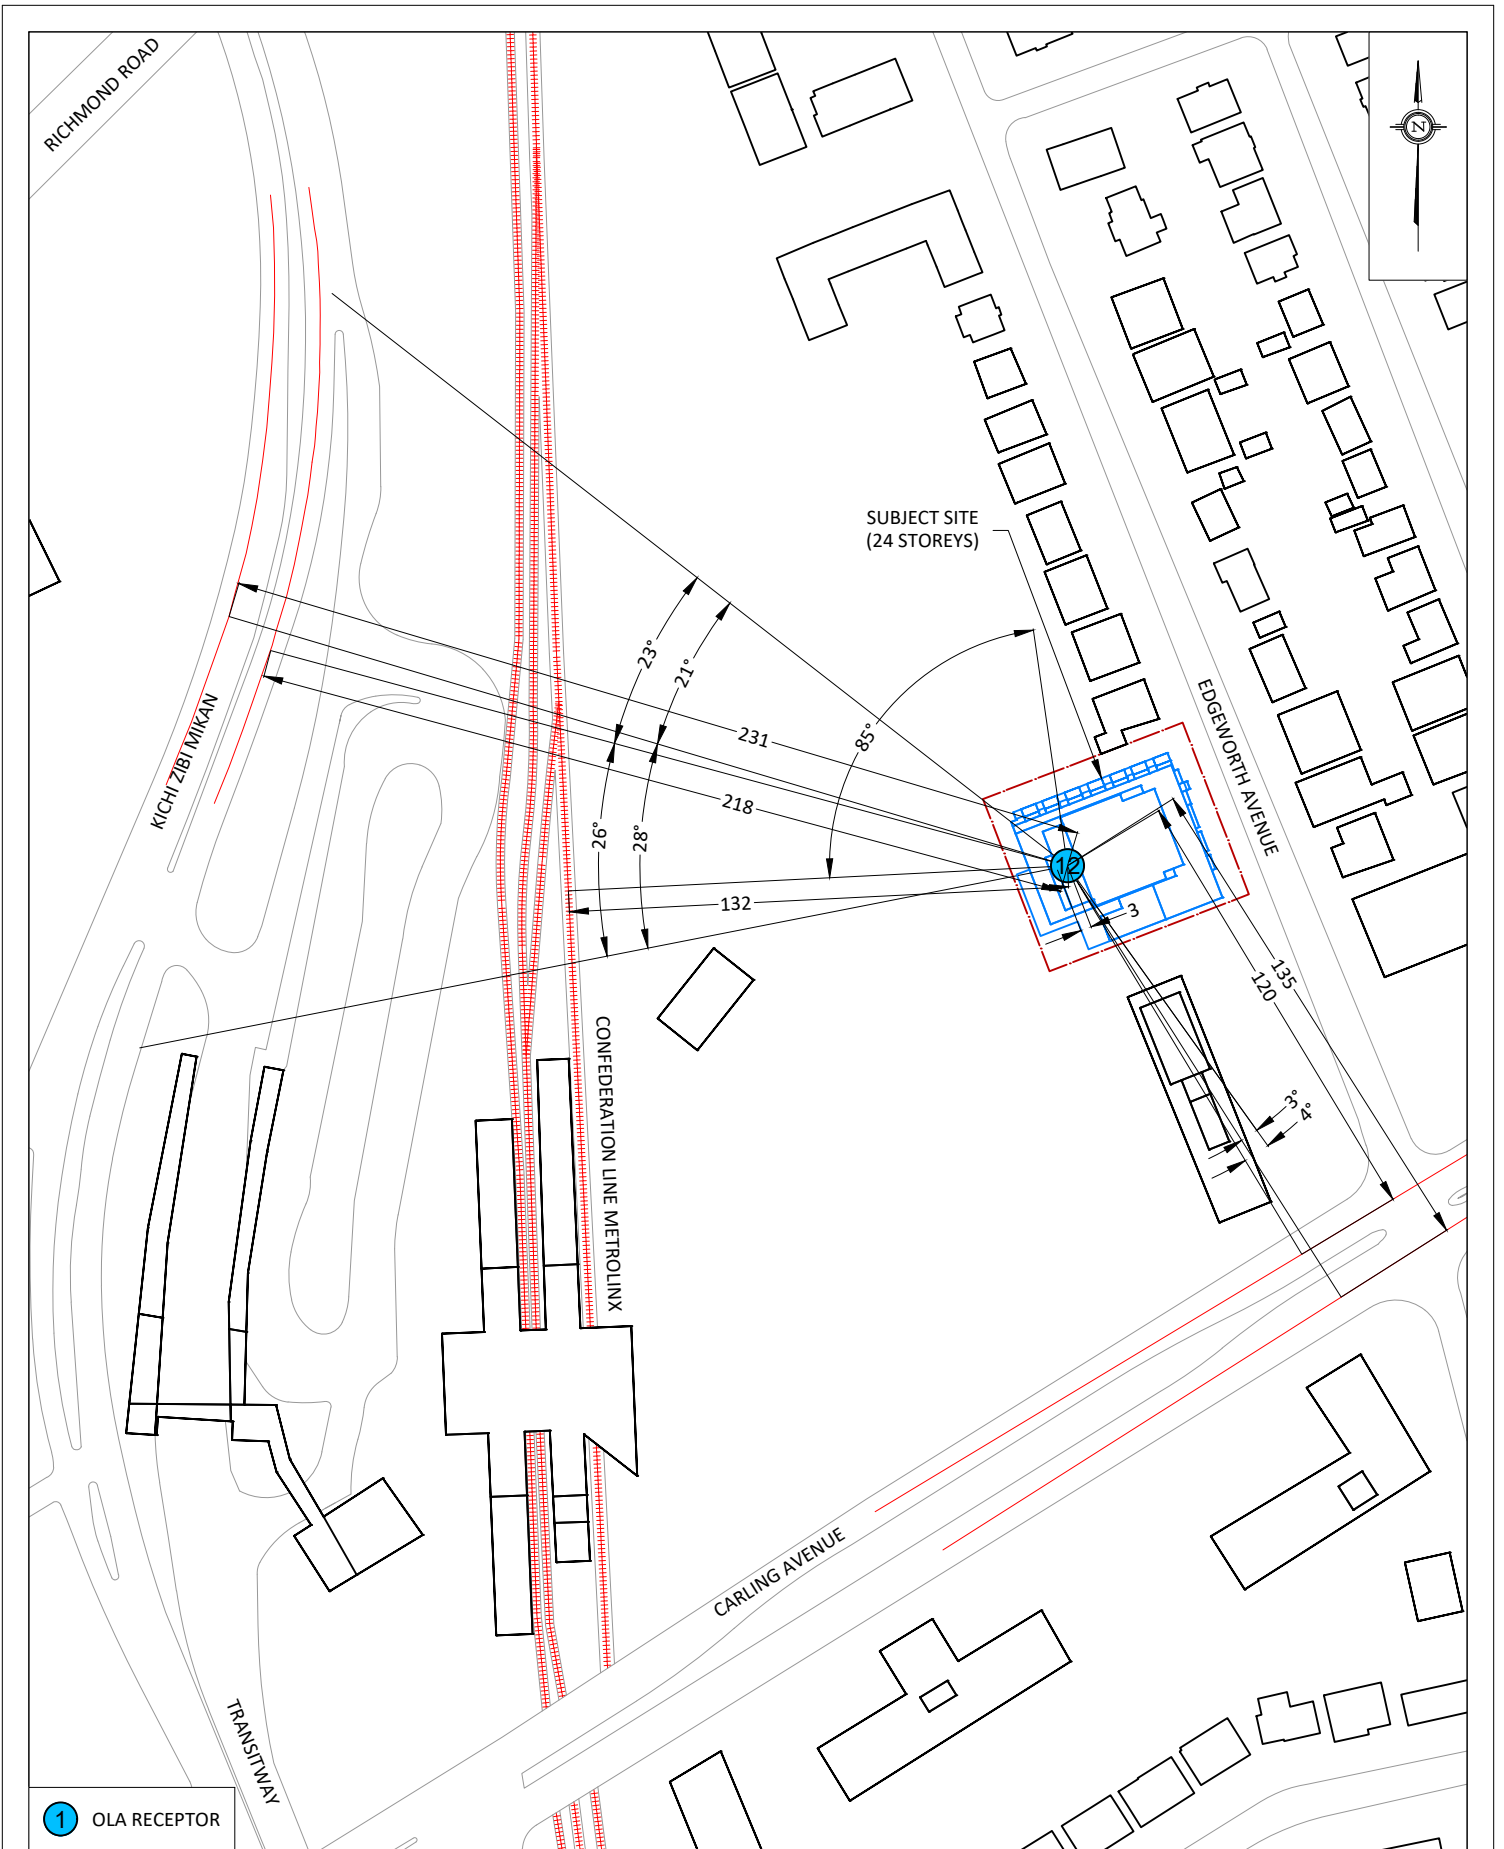 RICHMOND ROAD
N
SUBJECT SITE
(24 STOREYS)
23°
21°
85°
EDGEWORTH AVENUE
KICHI ZIBI MIKAN
231
218
26°
28°
12
132
3
135
120
CONFEDERATION LINE METROLINX
3°
4°
CARLING AVENUE
TRANSITWAY
1 OLA RECEPTOR